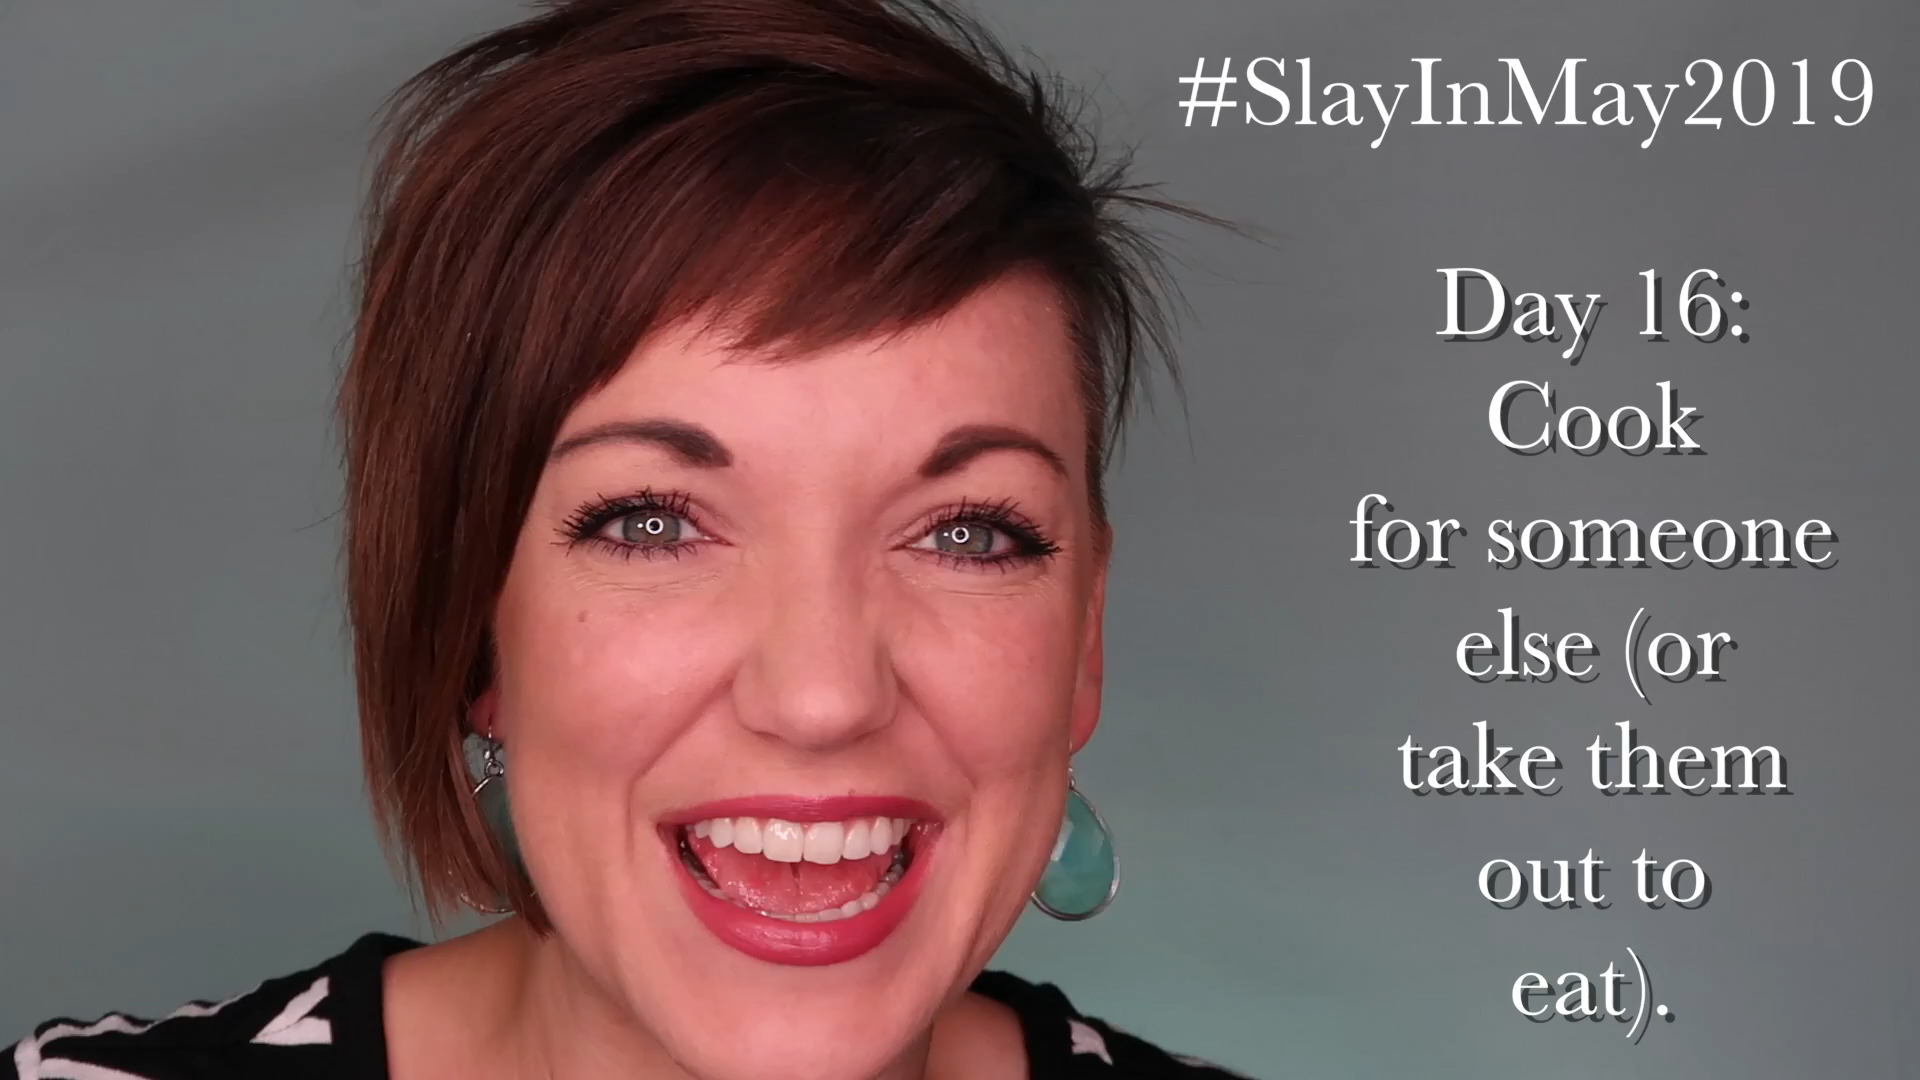 #SlayInMay2019
Day 16:
Cook
for someone
else (or
take them
out to
eat).